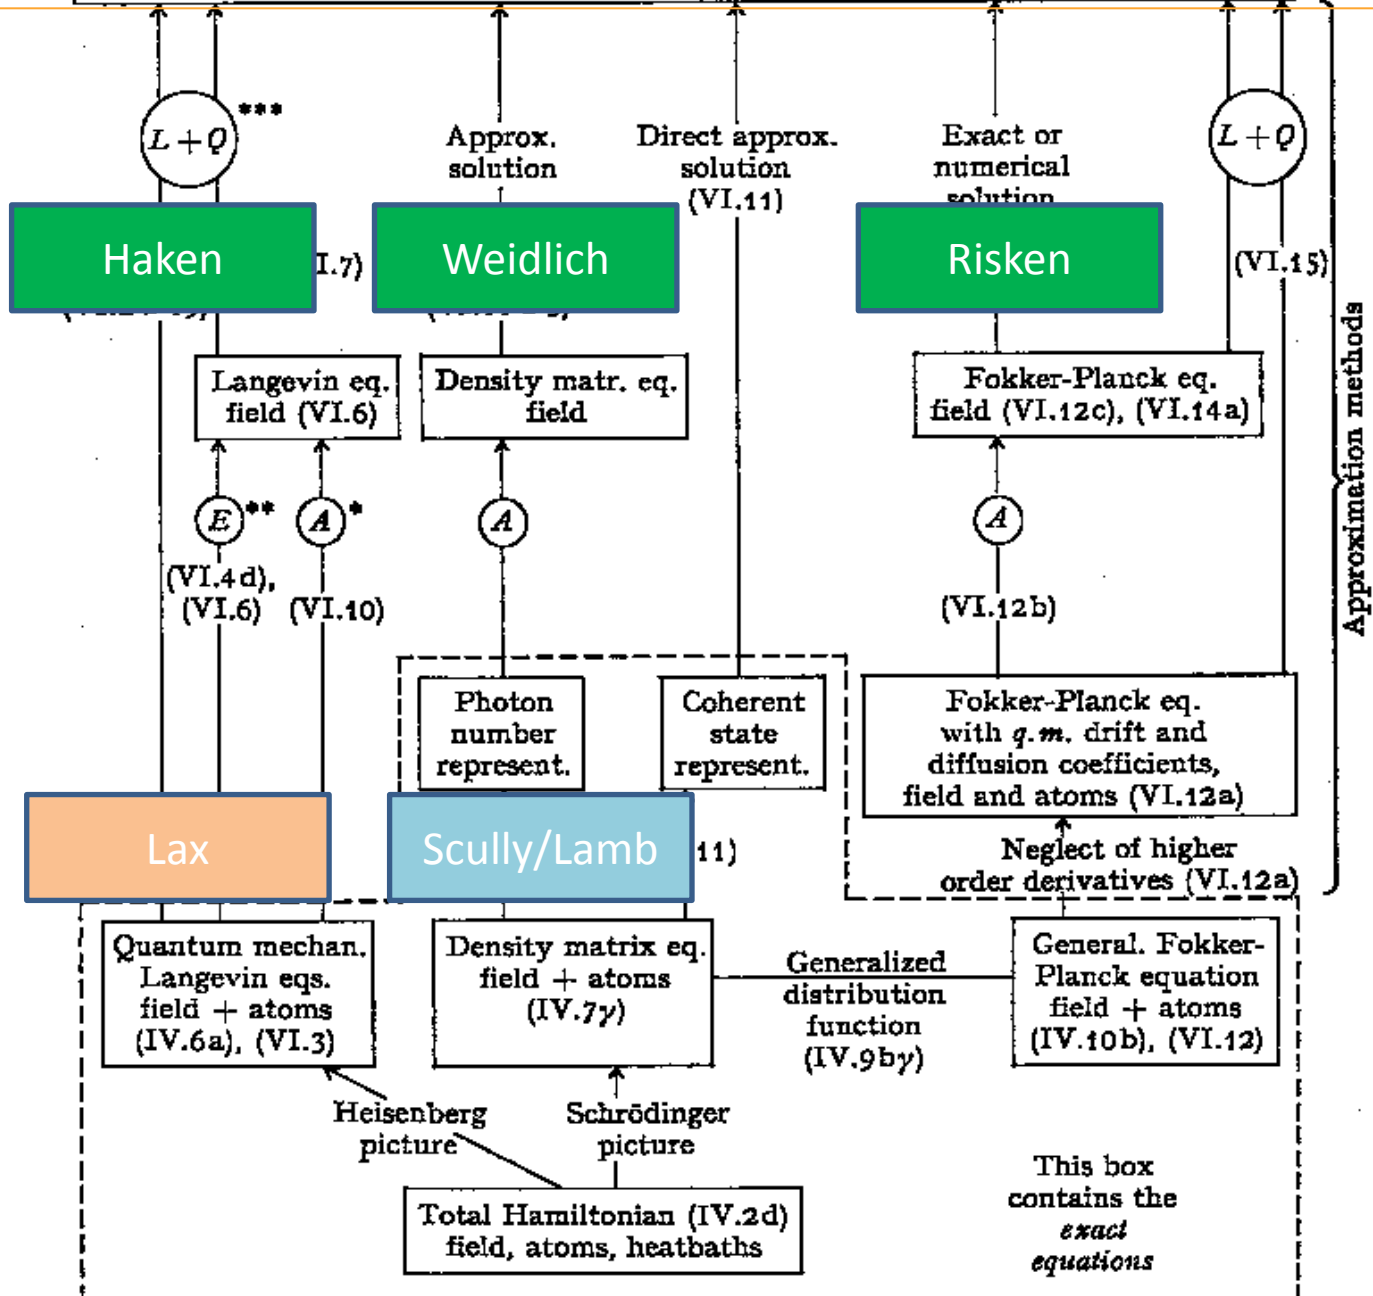 L + Q
***
Approx.
solution
Direct approx.
solution
(VI.11)
Exact or
numerical
solution
L + Q
Haken
I.7)
Weidlich
Risken
(VI.15)
Approximation methods
Langevin eq.
field (VI.6)
Density matr. eq.
field
Fokker-Planck eq.
field (VI.12c), (VI.14a)
E
**
A
*
A
A
(VI.4d),
(VI.6)
(VI.10)
(VI.12b)
Photon
number
represent.
Coherent
state
represent.
Fokker-Planck eq.
with q.m. drift and
diffusion coefficients,
field and atoms (VI.12a)
Lax
Scully/Lamb
11)
Neglect of higher
order derivatives (VI.12a)
Quantum mechan.
Langevin eqs.
field + atoms
(IV.6a), (VI.3)
Density matrix eq.
field + atoms
(IV.7γ)
Generalized
distribution
function
(IV.9bγ)
General. Fokker-
Planck equation
field + atoms
(IV.10b), (VI.12)
Heisenberg
picture
Schrödinger
picture
Total Hamiltonian (IV.2d)
field, atoms, heatbaths
This box
contains the
exact
equations